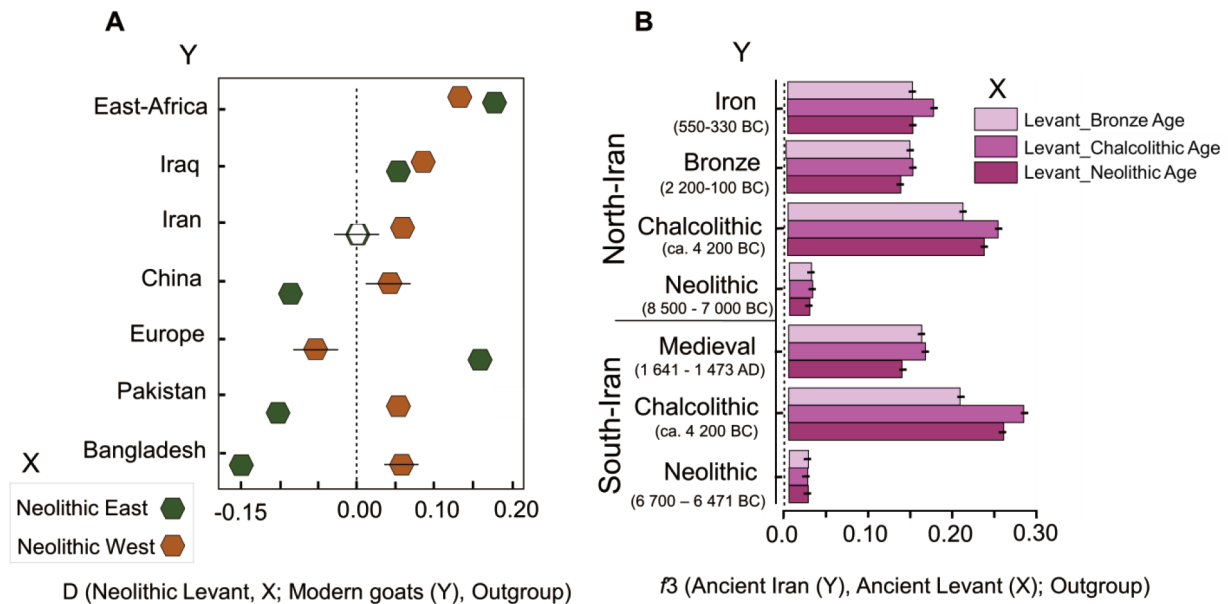 A
Y
East-Africa
Iraq
Iran
China
Europe
Pakistan
Bangladesh
X
Neolithic East
Neolithic West
-0.15
0.00
0.10
0.20
D (Neolithic Levant, X; Modern goats (Y), Outgroup)
B
Y
North-Iran
Iron
(550-330 BC)
Bronze
(2 200-100 BC)
Chalcolithic
(ca. 4 200 BC)
Neolithic
(8 500 - 7 000 BC)
South-Iran
Medieval
(1 641 - 1 473 AD)
Chalcolithic
(ca. 4 200 BC)
Neolithic
(6 700 – 6 471 BC)
X
Levant_Bronze Age
Levant_Chalcolithic Age
Levant_Neolithic Age
0.0
0.10
0.20
0.30
f3 (Ancient Iran (Y), Ancient Levant (X); Outgroup)